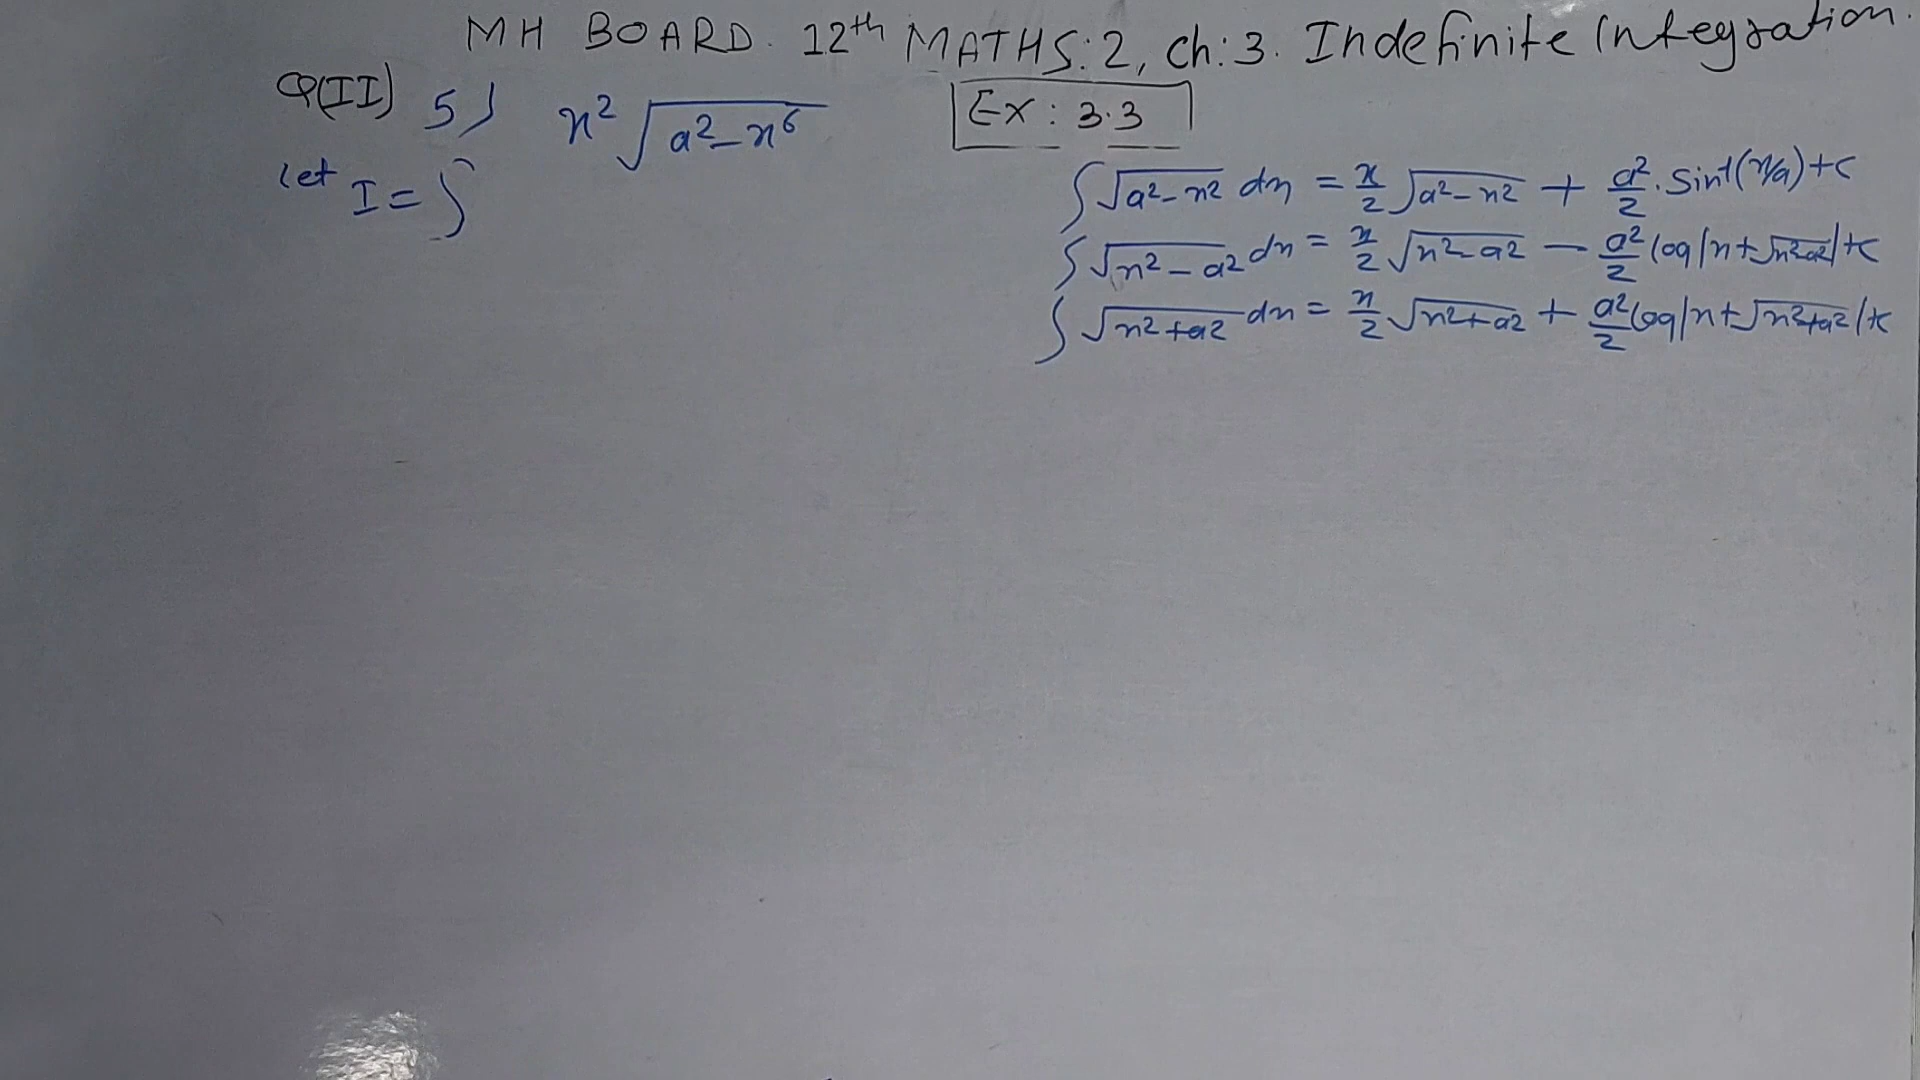 MH BOARD. 12th MATHS:2, Ch:3. Indefinite Integration.
Q(II) 5) x² √(a²-x⁶)
Ex: 3.3
Let I = ∫
∫√(a²-x²) dx = x/2 √(a²-x²) + a²/2 . Sin⁻¹(x/a)+c
∫√(x²-a²) dx = x/2 √(x²-a²) - a²/2 log|x+√(x²-a²)|+c
∫√(x²+a²) dx = x/2 √(x²+a²) + a²/2 log|x+√(x²+a²)|+c